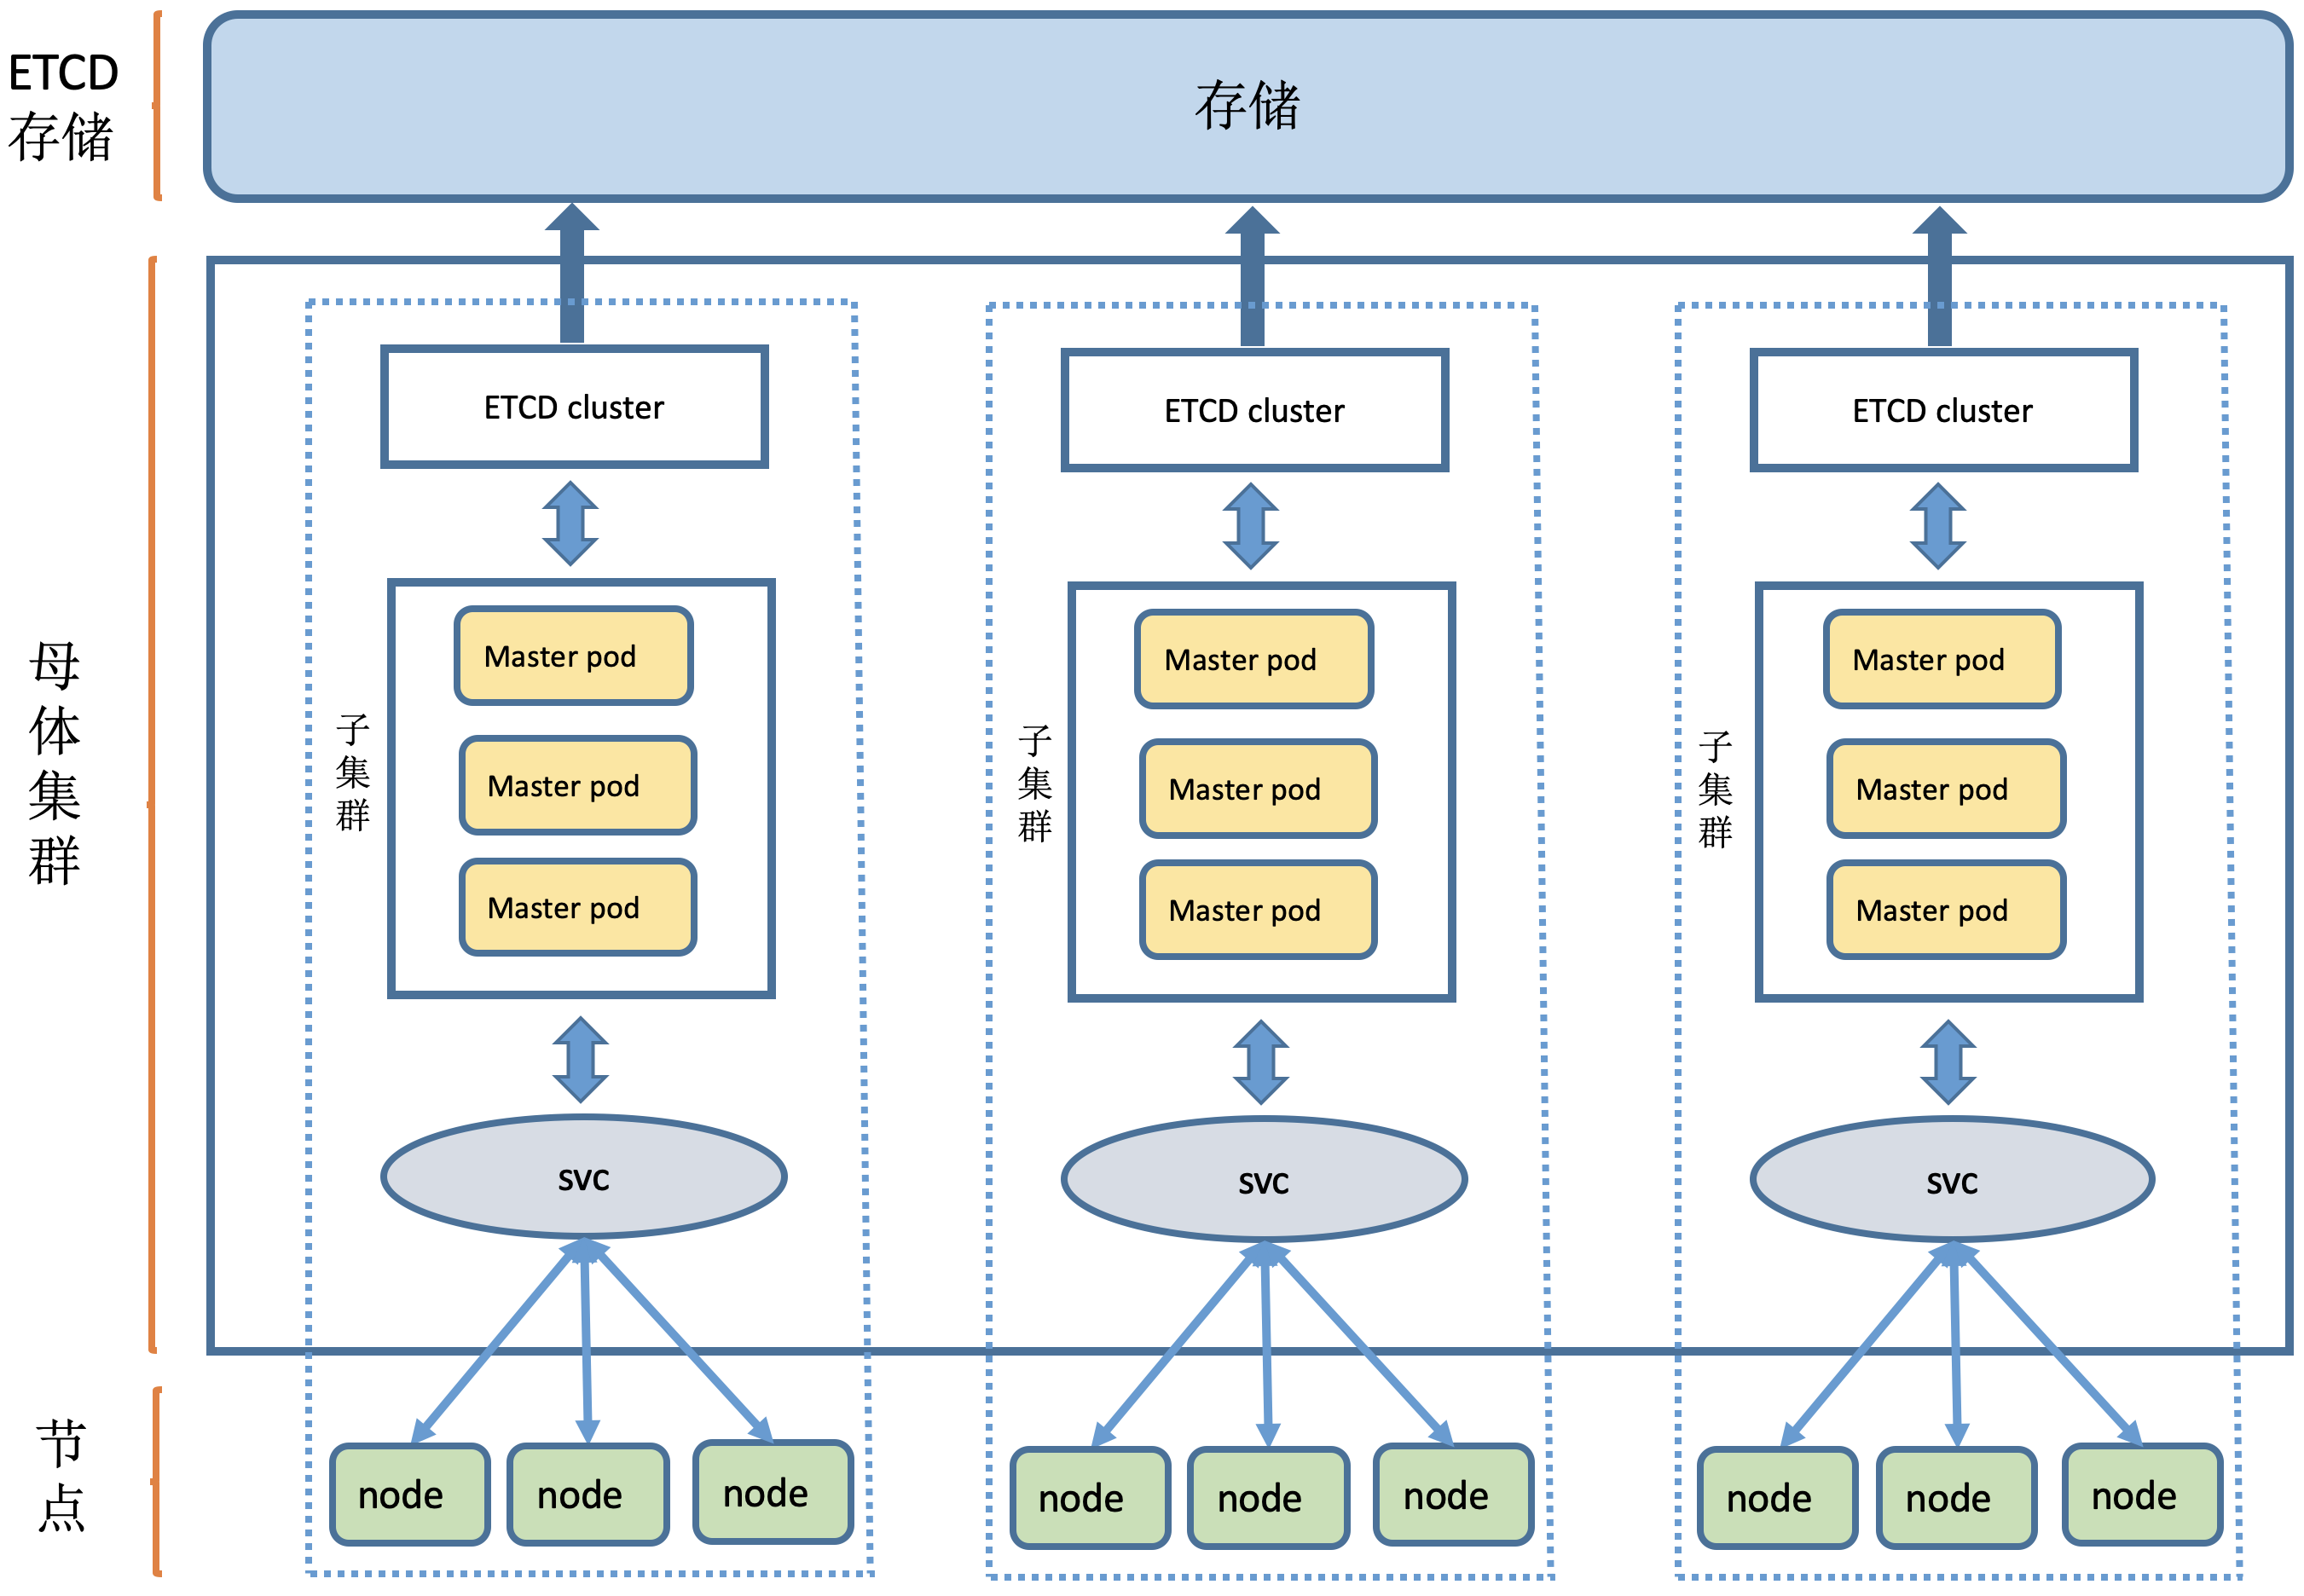 ETCD
存储
存储
母
体
集
群
ETCD cluster
ETCD cluster
ETCD cluster
子
集
群
Master pod
Master pod
Master pod
子
集
群
Master pod
Master pod
Master pod
子
集
群
Master pod
Master pod
Master pod
svc
svc
svc
节
点
node
node
node
node
node
node
node
node
node